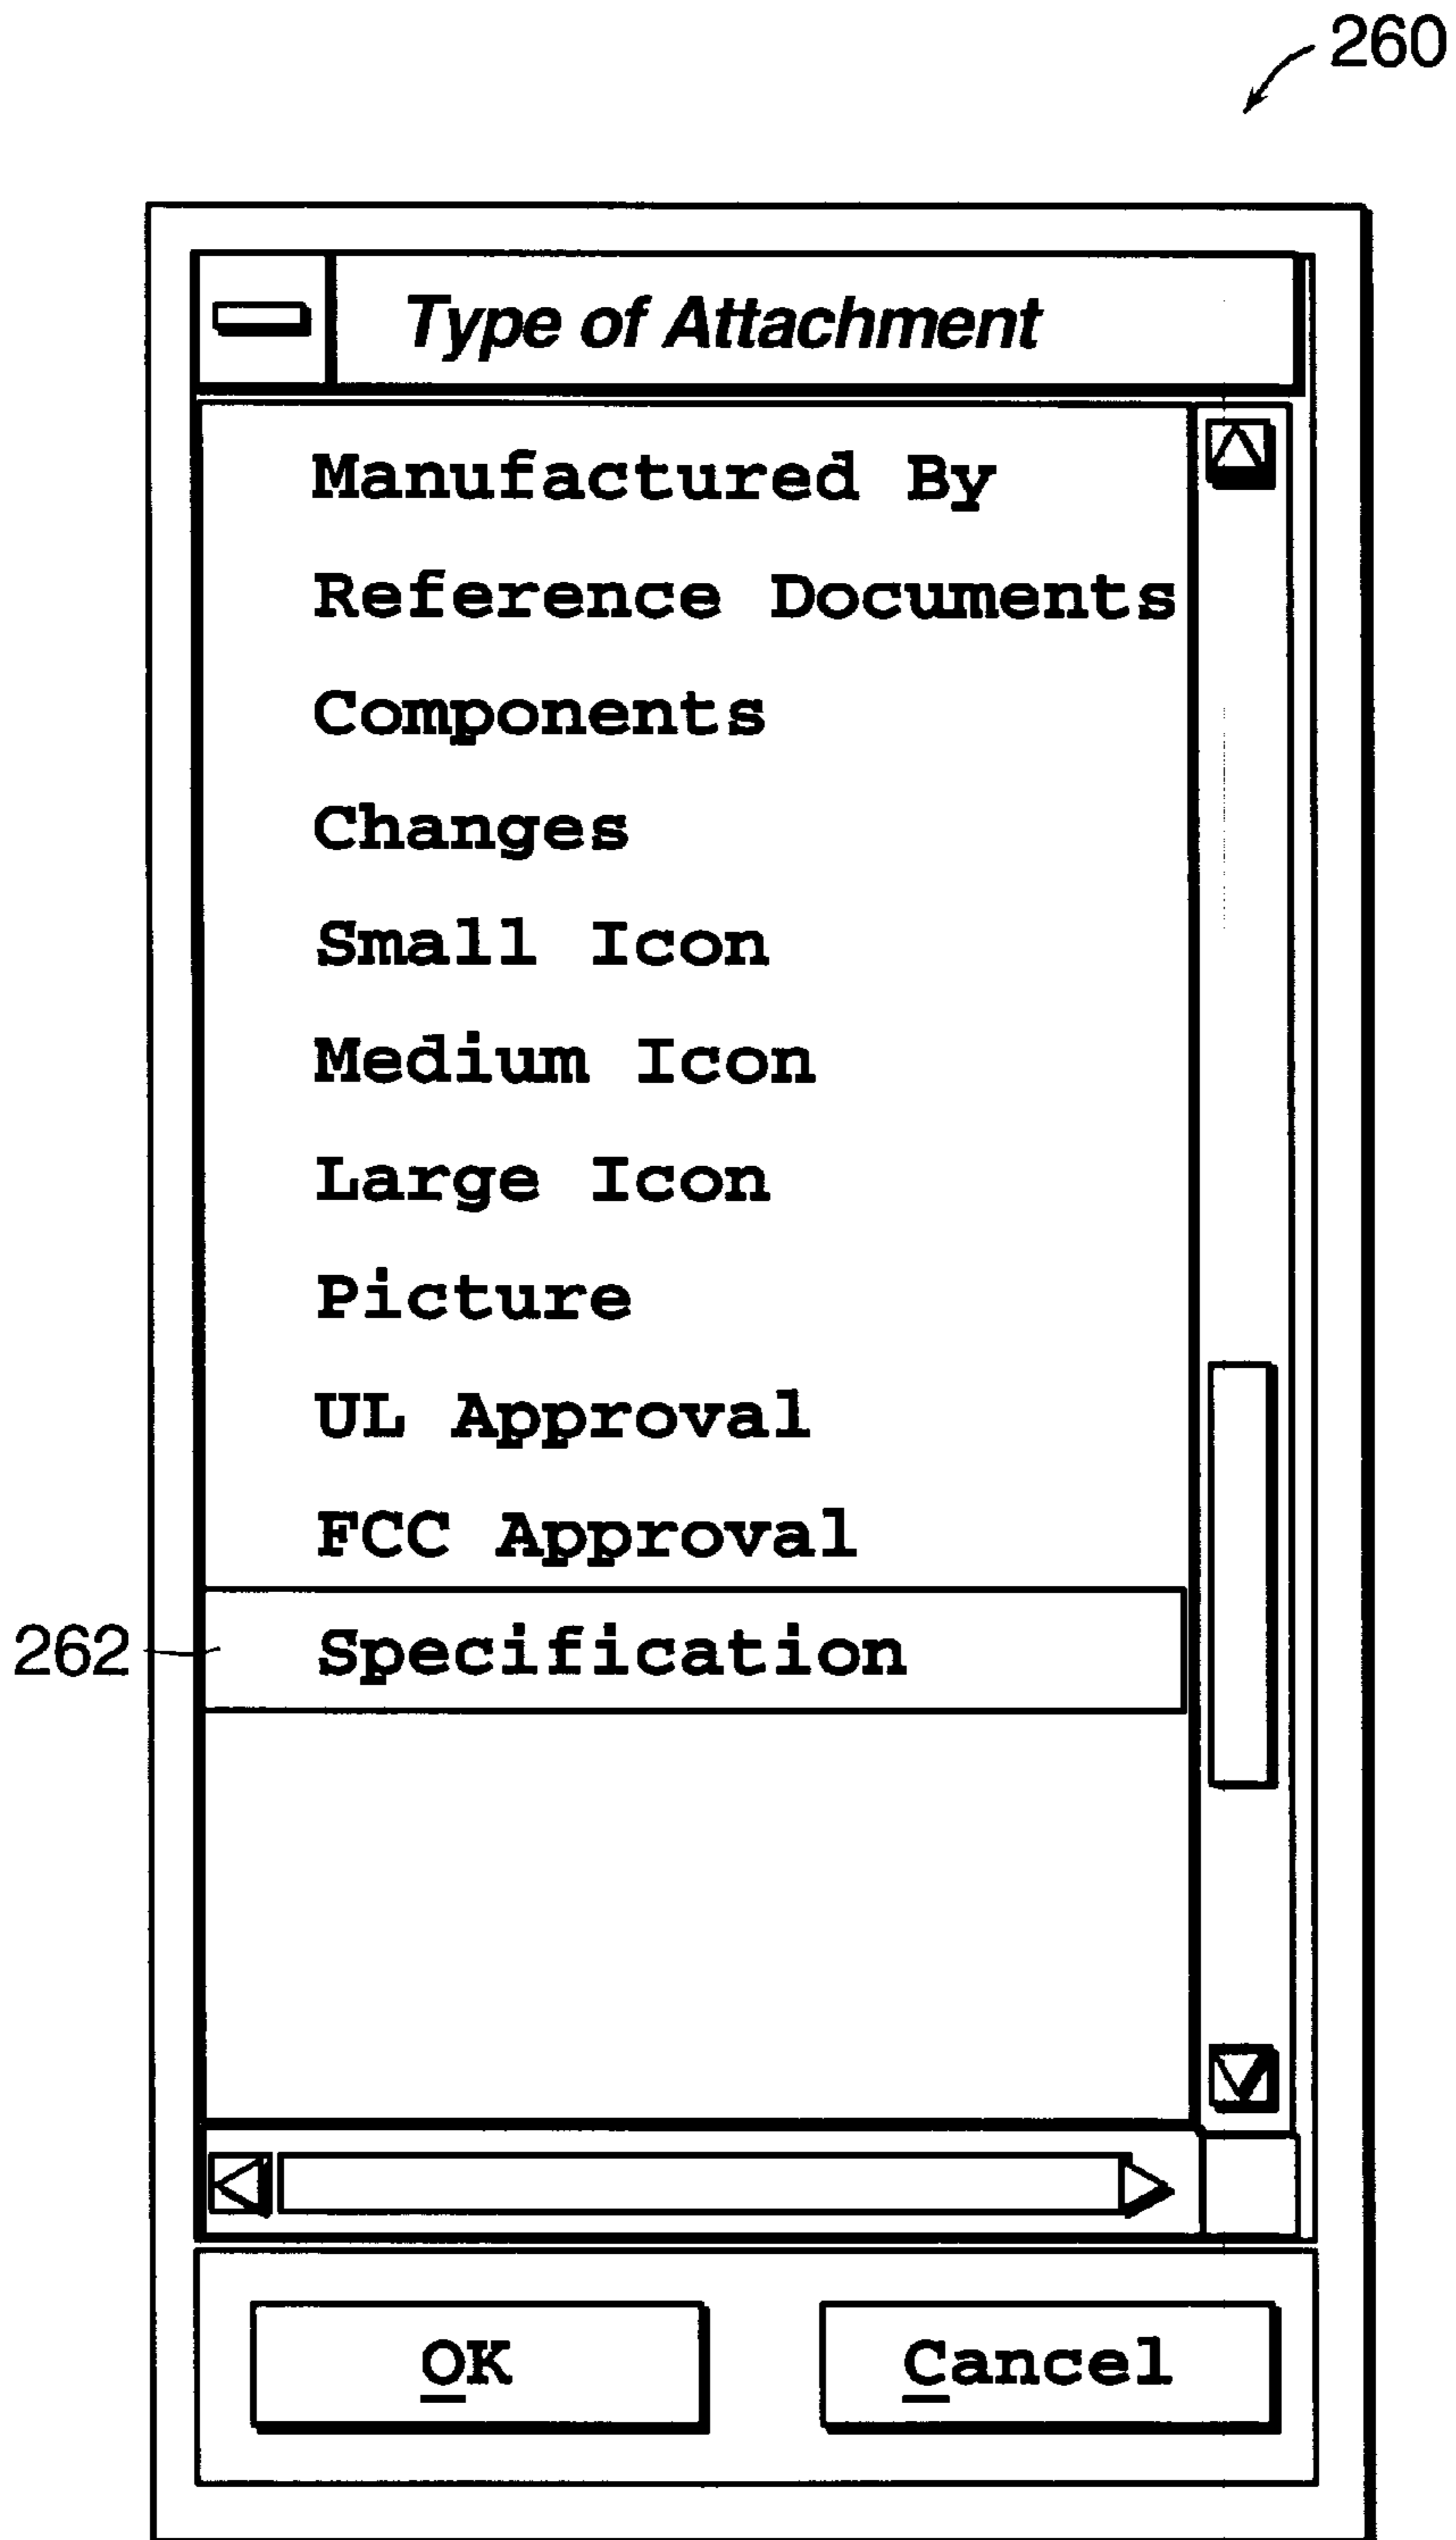 260
Type of Attachment
Manufactured By
Reference Documents
Components
Changes
Small Icon
Medium Icon
Large Icon
Picture
UL Approval
FCC Approval
262
Specification
OK
Cancel